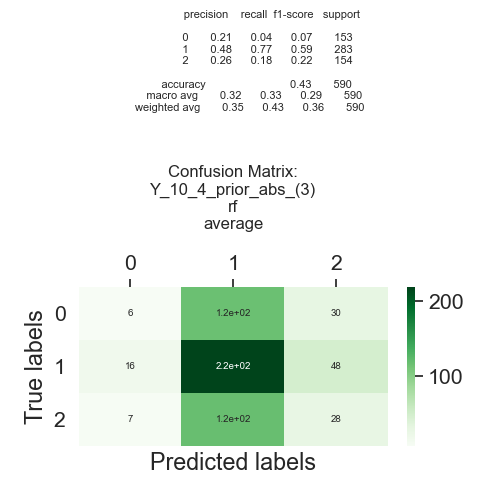 precision recall f1-score support
0 0.21 0.04 0.07 153
1 0.48 0.77 0.59 283
2 0.26 0.18 0.22 154
accuracy 0.43 590
macro avg 0.32 0.33 0.29 590
weighted avg 0.35 0.43 0.36 590
Confusion Matrix:
Y_10_4_prior_abs_(3)
rf
average
0 1 2
0 6 1.2e+02 30
1 16 2.2e+02 48
2 7 1.2e+02 28
200
100
True labels
Predicted labels